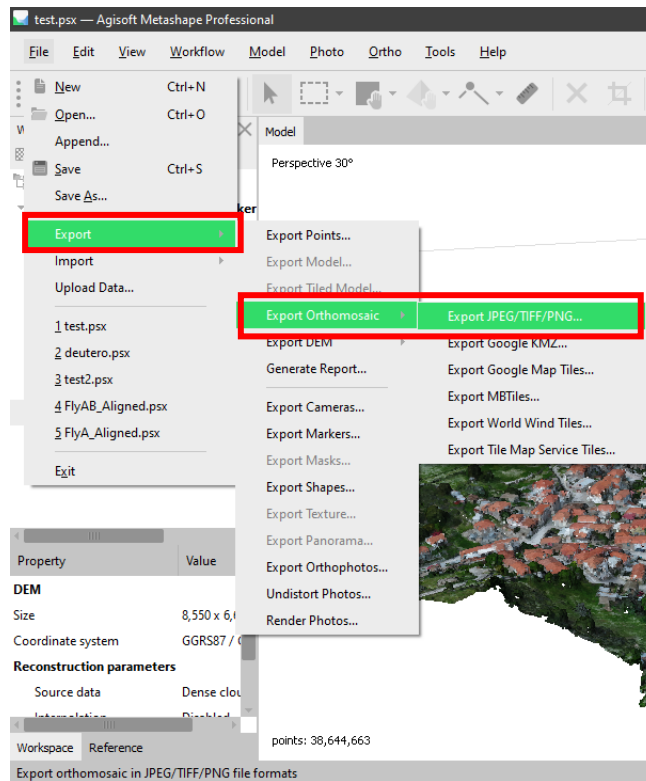 test.psx — Agisoft Metashape Professional
File Edit View Workflow Model Photo Ortho Tools Help
New Ctrl+N
Open... Ctrl+O
Append...
Save Ctrl+S
Save As...
Export
Import
Upload Data...
1 test.psx
2 deutero.psx
3 test2.psx
4 FlyAB_Aligned.psx
5 FlyA_Aligned.psx
Exit
Model
Perspective 30°
Export Points...
Export Model...
Export Tiled Model...
Export Orthomosaic
Export DEM
Generate Report...
Export Cameras...
Export Markers...
Export Masks...
Export Shapes...
Export Texture...
Export Panorama...
Export Orthophotos...
Undistort Photos...
Render Photos...
Export JPEG/TIFF/PNG...
Export Google KMZ...
Export Google Map Tiles...
Export MBTiles...
Export World Wind Tiles...
Export Tile Map Service Tiles...
Property Value
DEM
Size 8,550 x
Coordinate system GGRS87 /
Reconstruction parameters
Source data Dense
Workspace Reference
points: 38,644,663
Export orthomosaic in JPEG/TIFF/PNG file formats